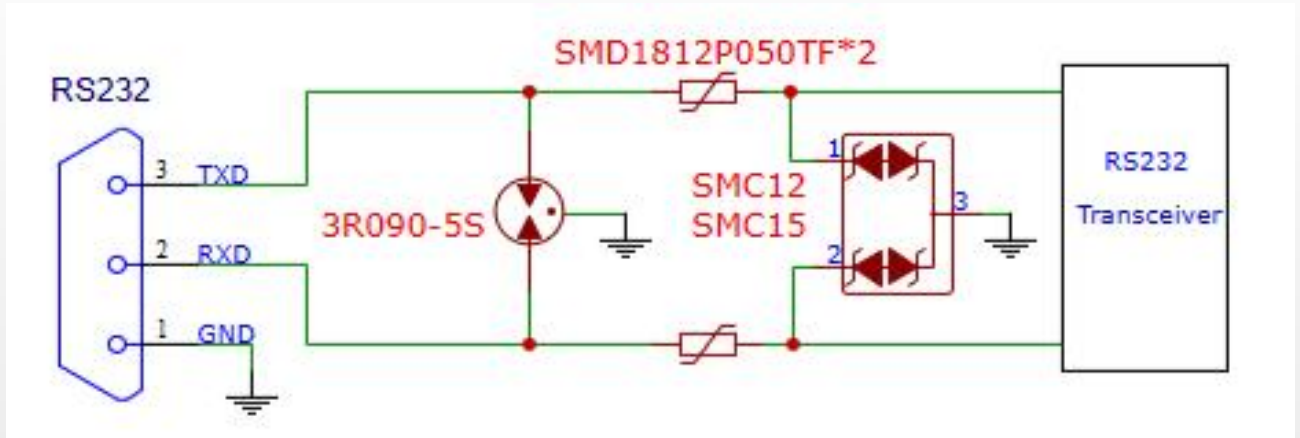 SMD1812P050TF*2
RS232
3 TXD
1
RS232
SMC12
3R090-5S
SMC15
3
Transceiver
2 RXD
2
1 GND